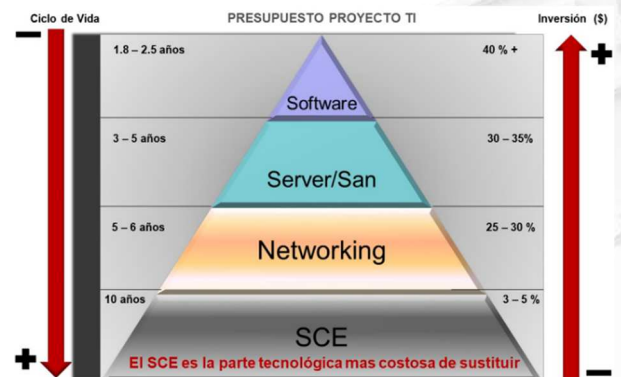 Ciclo de Vida PRESUPUESTO PROYECTO TI Inversión ($)
− +
1.8 – 2.5 años 40 % +
Software
3 – 5 años 30 – 35%
Server/San
5 – 6 años 25 – 30 %
Networking
10 años 3 – 5 %
SCE
+ −
El SCE es la parte tecnológica mas costosa de sustituir